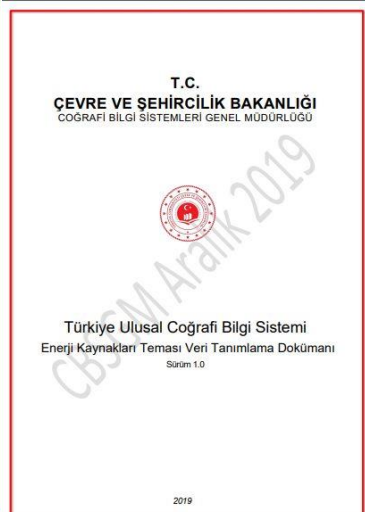 T.C.
ÇEVRE VE ŞEHİRCİLİK BAKANLIĞI
COĞRAFİ BİLGİ SİSTEMLERİ GENEL MÜDÜRLÜĞÜ
CBSGM Aralık 2019
Türkiye Ulusal Coğrafi Bilgi Sistemi
Enerji Kaynakları Teması Veri Tanımlama Dokümanı
Sürüm 1.0
2019